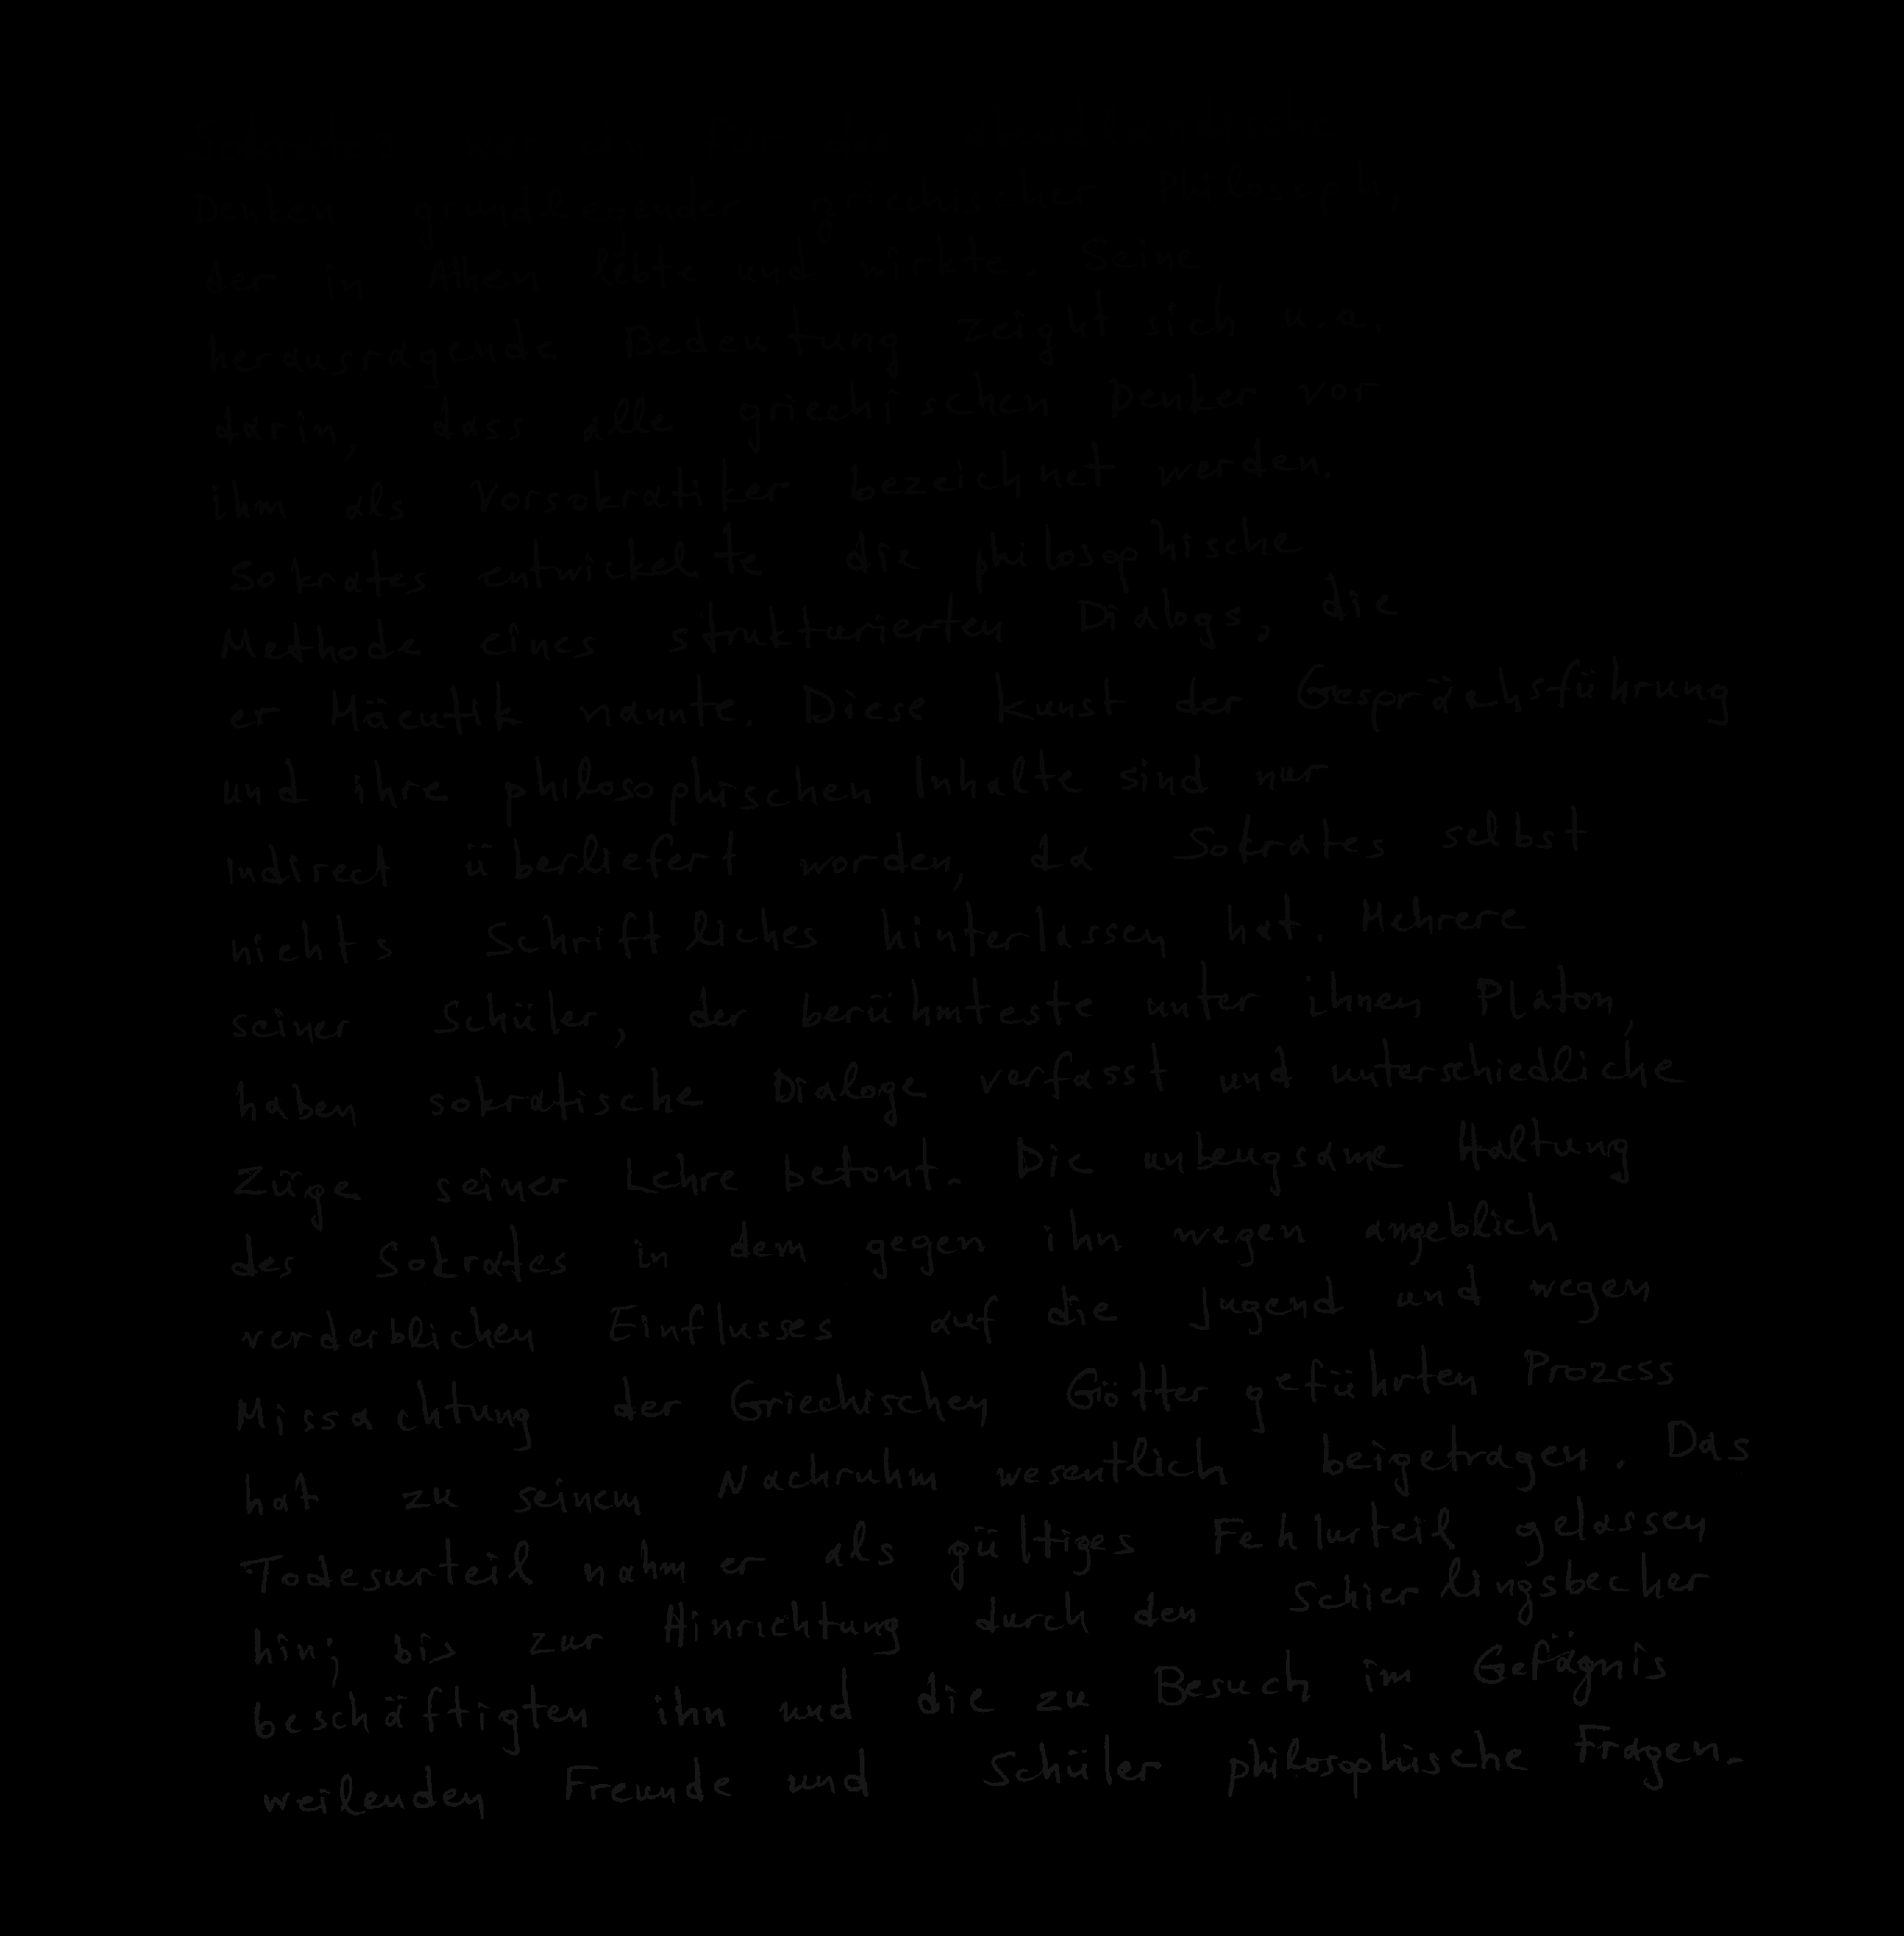 Sokrates war ein für das abendländische
Denken grundlegender griechischer Philosoph,
der in Athen lebte und wirkte. Seine
herausragende Bedeutung zeight sich u.a.
darin, dass alle griechischen Denker vor
ihm als Vorsokratiker bezeichnet werden.
Sokrates entwickelte die philosophische
Methode eines strukturierten Dialogs, die
er Mäeutik nannte. Diese Kunst der Gesprächsführung
und ihre philosophischen Inhalte sind nur
indirect überliefert worden, da Sokrates selbst
nichts Schriftliches hinterlassen hat. Mehrere
seiner Schüler, der berühmteste unter ihnen Platon,
haben sokratische Dialoge verfasst und unterschiedliche
Züge seiner Lehre betont. Die unbeugsame Haltung
des Sokrates in dem gegen ihn wegen angeblich
verderblichen Einflusses auf die Jugend und wegen
Missachtung der Griechischen Götter geführten Prozess
hat zu seinem Nachruhm wesentlich beigetragen. Das
Todesurteil nahm er als gültiges Fehlurteil gelassen
hin; bis zur Hinrichtung durch den Schierlingsbecher
beschäftigten ihn und die zu Besuch im Gefägnis
weilenden Freunde und Schüler philosophische Fragen.